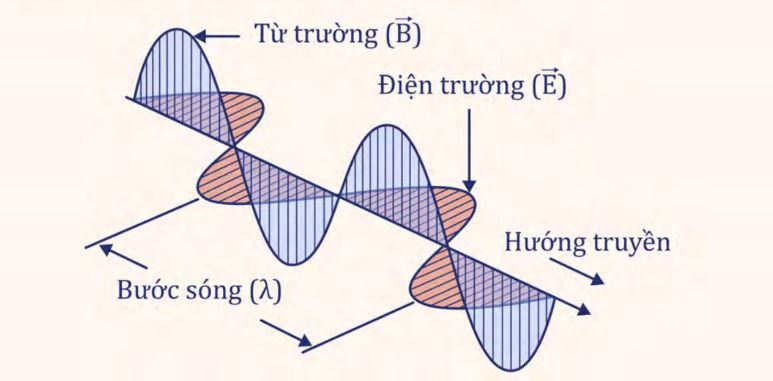 Từ trường (B⃗)
Điện trường (E⃗)
Hướng truyền
Bước sóng (λ)